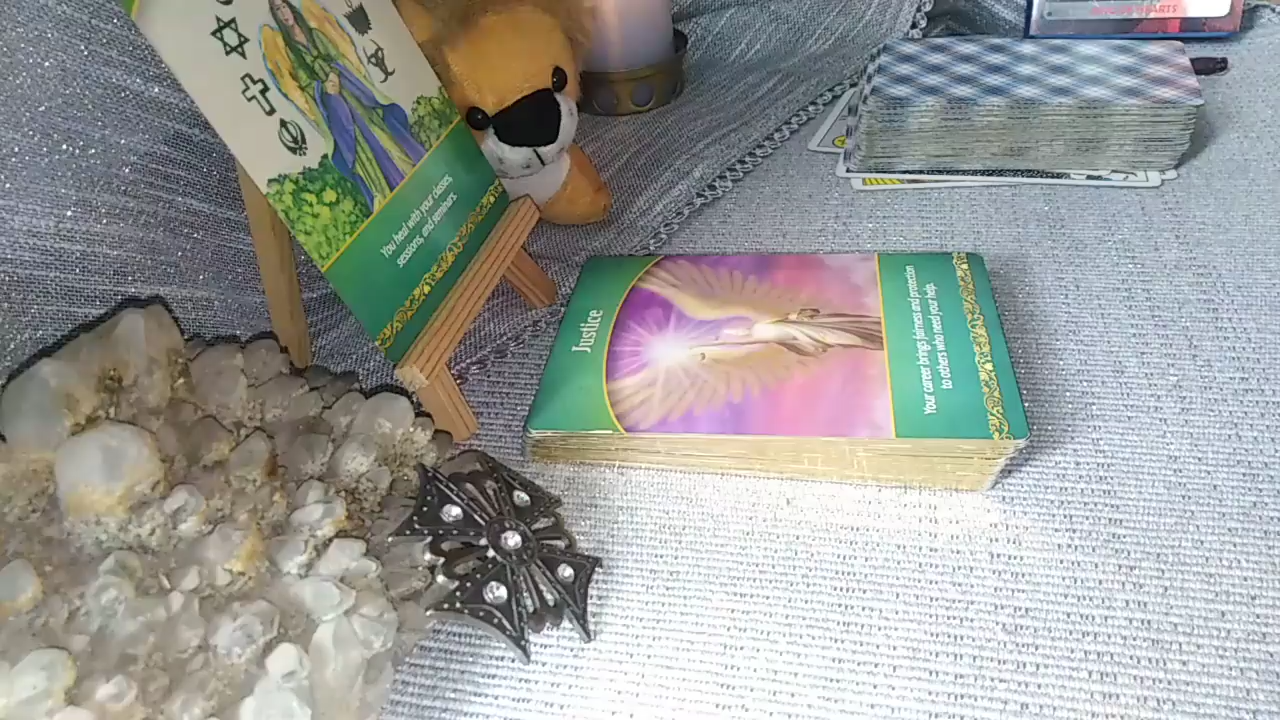 You heal with your classes,
sessions, and seminars.
Justice
Your career brings fairness and protection
to others who need your help.